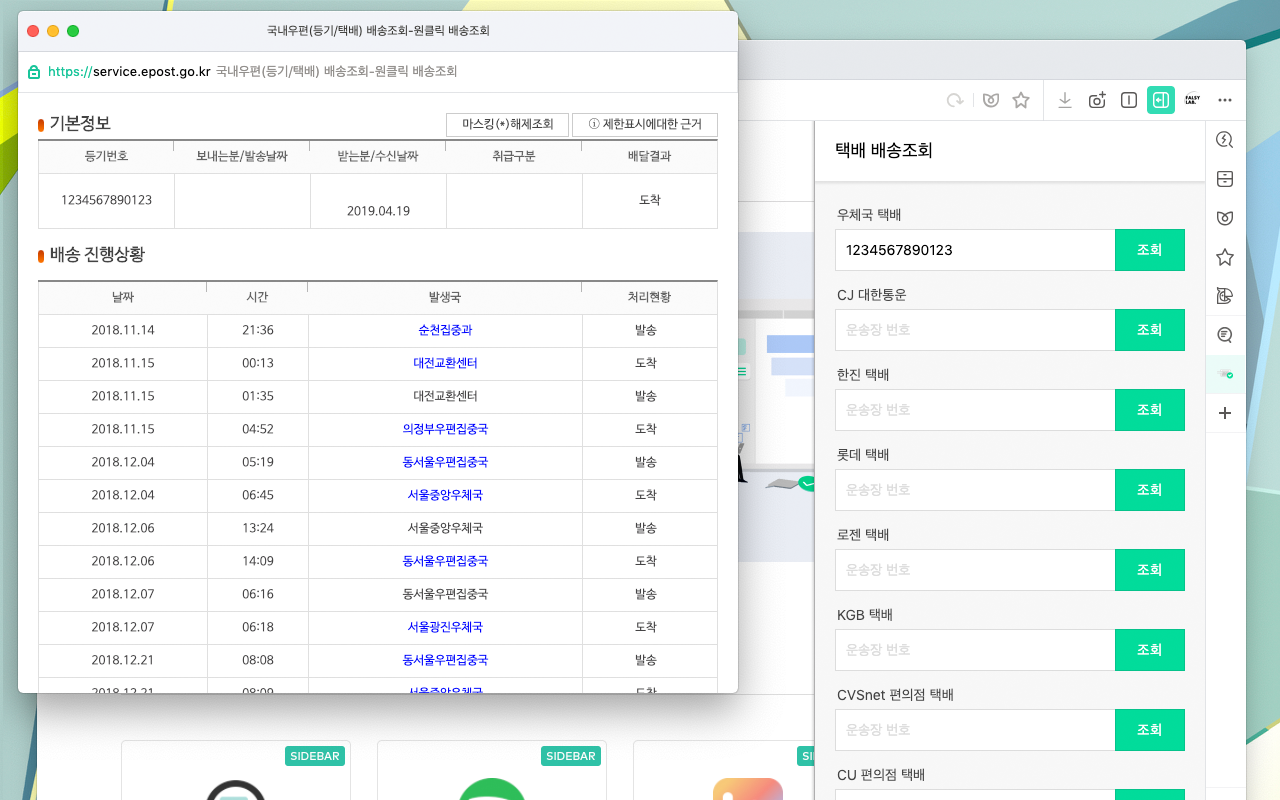 국내우편(등기/택배) 배송조회-원클릭 배송조회
https://service.epost.go.kr 국내우편(등기/택배) 배송조회-원클릭 배송조회
기본정보
마스킹(*)해제조회
ⓘ 제한표시에대한 근거
등기번호 보내는분/발송날짜 받는분/수신날짜 취급구분 배달결과
1234567890123 2019.04.19 도착
배송 진행상황
날짜 시간 발생국 처리현황
2018.11.14 21:36 순천집중과 발송
2018.11.15 00:13 대전교환센터 도착
2018.11.15 01:35 대전교환센터 발송
2018.11.15 04:52 의정부우편집중국 도착
2018.12.04 05:19 동서울우편집중국 발송
2018.12.04 06:45 서울중앙우체국 도착
2018.12.06 13:24 서울중앙우체국 발송
2018.12.06 14:09 동서울우편집중국 도착
2018.12.07 06:16 동서울우편집중국 발송
2018.12.07 06:18 서울광진우체국 도착
2018.12.21 08:08 동서울우편집중국 발송
2018.12.21 08:09 서울중앙우체국 도착
FALSY LAB.
택배 배송조회
우체국 택배
1234567890123 조회
CJ 대한통운
운송장 번호 조회
한진 택배
운송장 번호 조회
롯데 택배
운송장 번호 조회
로젠 택배
운송장 번호 조회
KGB 택배
운송장 번호 조회
CVSnet 편의점 택배
운송장 번호 조회
CU 편의점 택배
SIDEBAR
SIDEBAR
SI